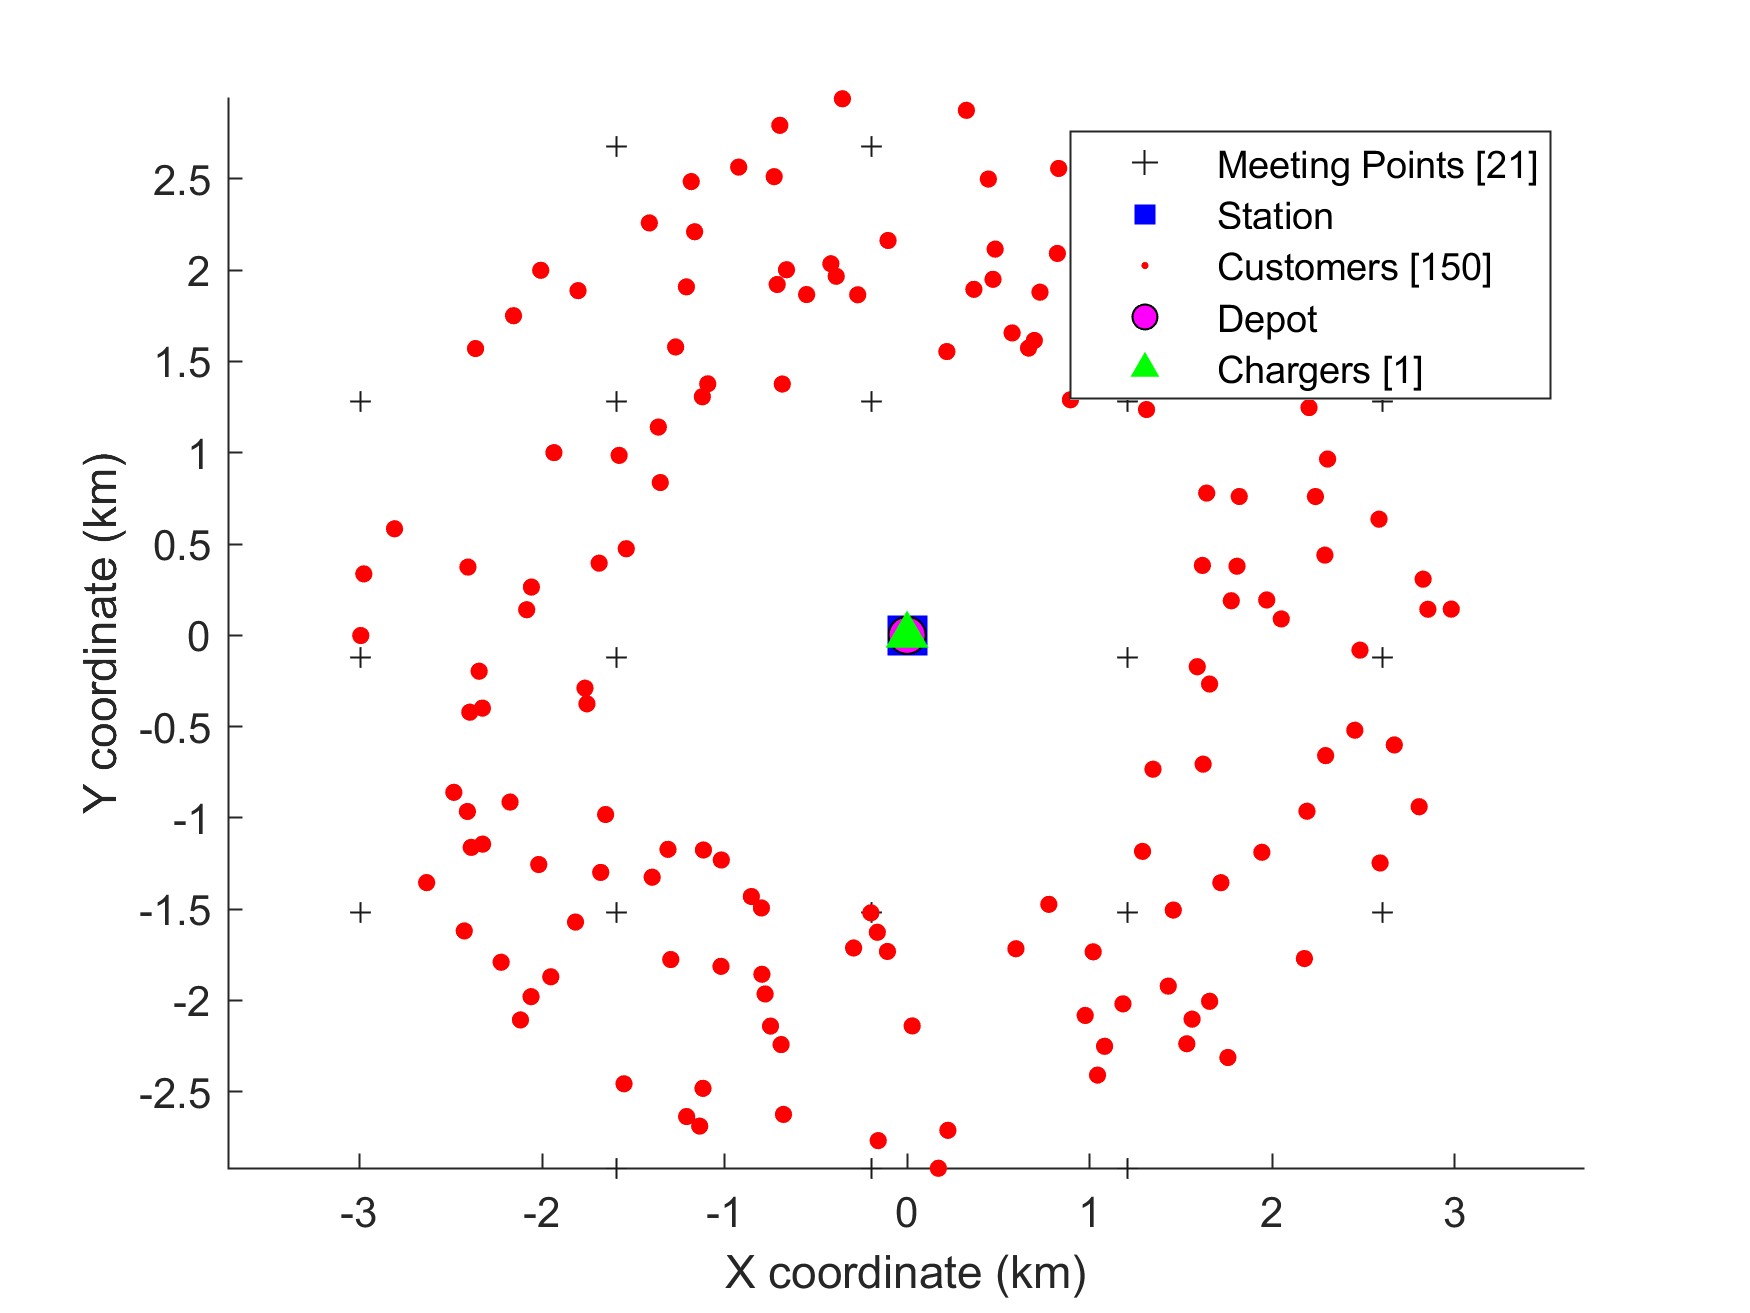 2.5
2
1.5
1
0.5
0
-0.5
-1
-1.5
-2
-2.5
Y coordinate (km)
Meeting Points [21]
Station
Customers [150]
Depot
Chargers [1]
-3 -2 -1 0 1 2 3
X coordinate (km)